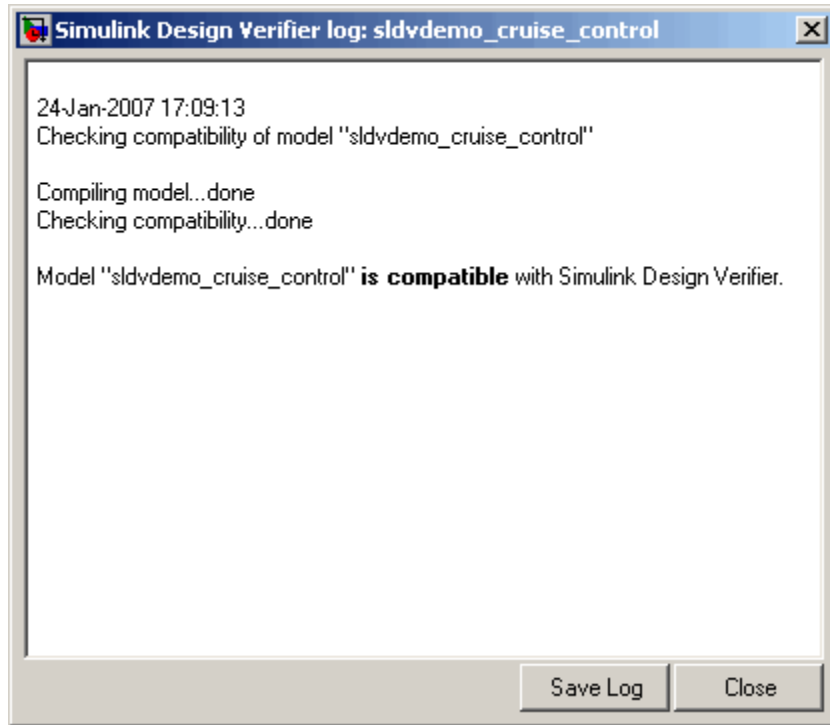 Simulink Design Verifier log: sldvdemo_cruise_control
24-Jan-2007 17:09:13
Checking compatibility of model "sldvdemo_cruise_control"
Compiling model...done
Checking compatibility...done
Model "sldvdemo_cruise_control" is compatible with Simulink Design Verifier.
Save Log
Close